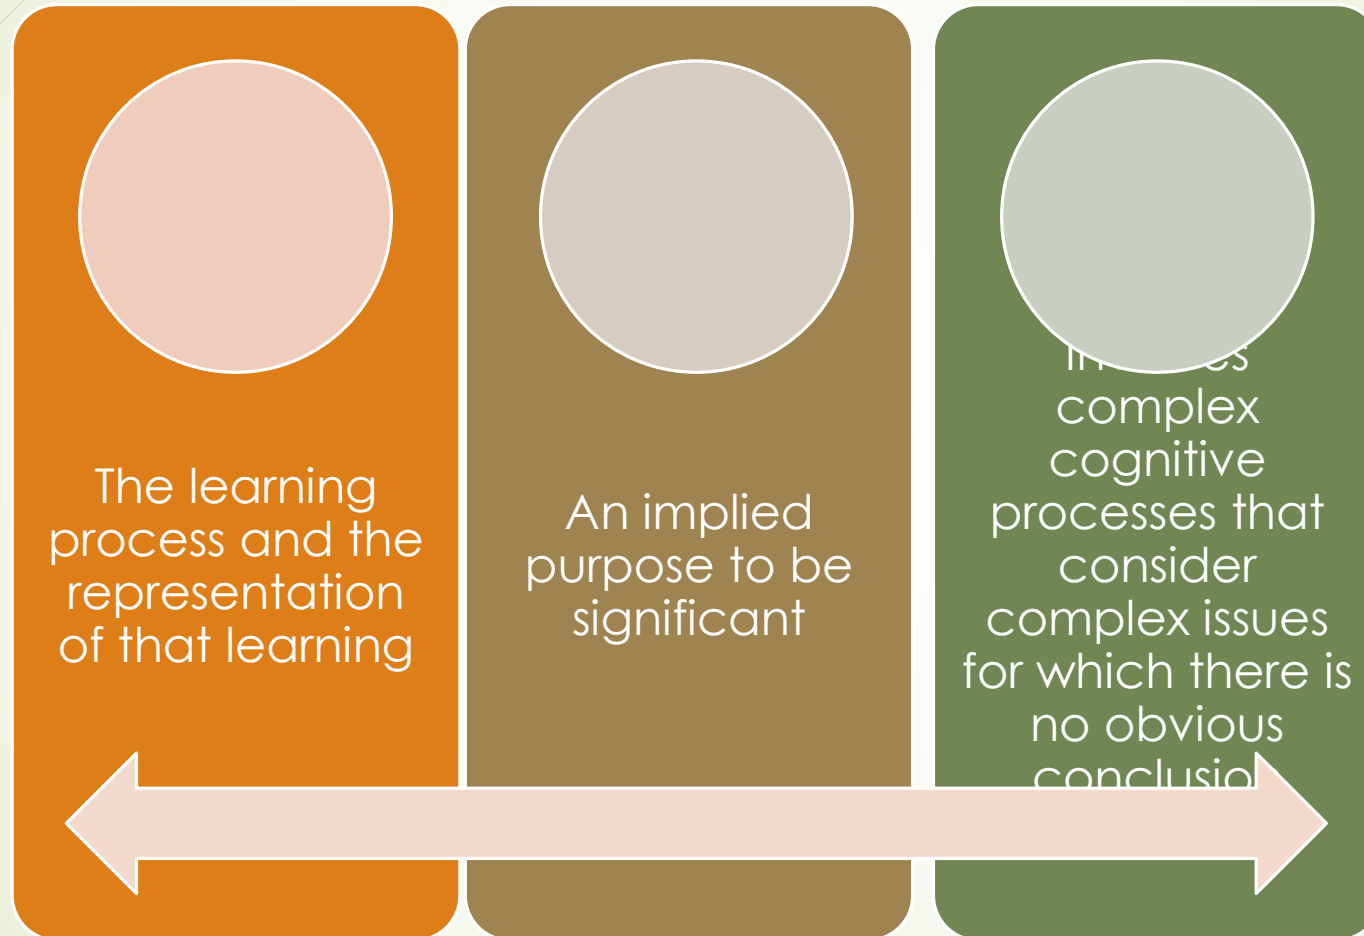 The learning
process and the
representation
of that learning
An implied
purpose to be
significant
complex
cognitive
processes that
consider
complex issues
for which there is
no obvious